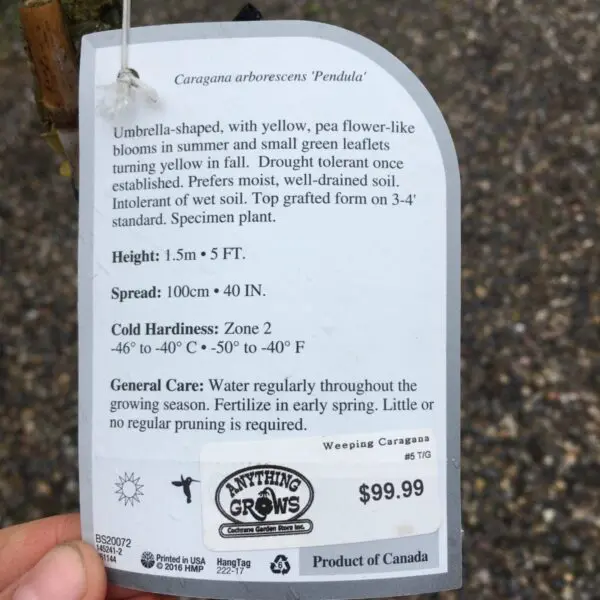 Caragana arborescens 'Pendula'
Umbrella-shaped, with yellow, pea flower-like
blooms in summer and small green leaflets
turning yellow in fall. Drought tolerant once
established. Prefers moist, well-drained soil.
Intolerant of wet soil. Top grafted form on 3-4'
standard. Specimen plant.
Height: 1.5m • 5 FT.
Spread: 100cm • 40 IN.
Cold Hardiness: Zone 2
-46° to -40° C • -50° to -40° F
General Care: Water regularly throughout the
growing season. Fertilize in early spring. Little or
no regular pruning is required.
Weeping Caragana
#5 T/G
ANYTHING
GROWS
Cochrane Garden Store Inc.
$99.99
BS20072
145241-2
51144
Printed in USA
© 2016 HMP
HangTag
222-17
6
Product of Canada